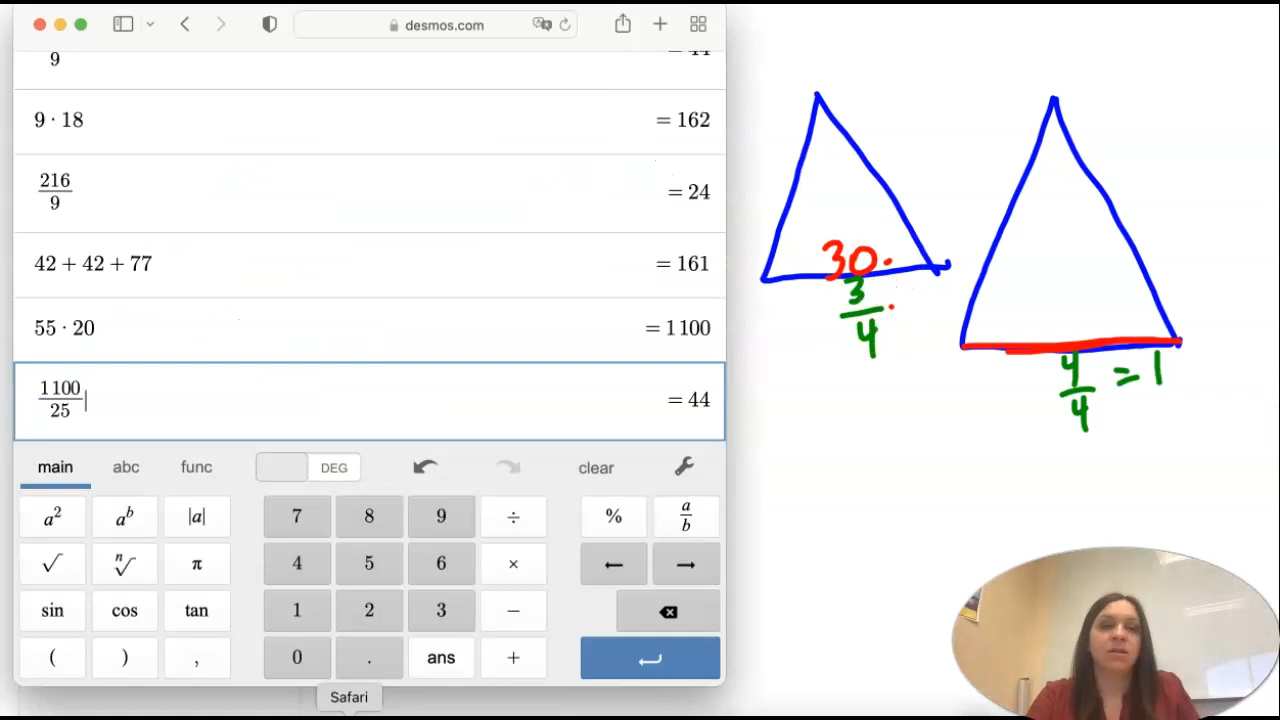 desmos.com
9
= 44
9 · 18
= 162
216
9
= 24
42 + 42 + 77
= 161
55 · 20
= 1100
1100
25
= 44
main abc func DEG clear
a² aᵇ |a| 7 8 9 ÷ % a/b
√ ⁿ√ π 4 5 6 × ← →
sin cos tan 1 2 3 −
( ) , 0 . ans +
Safari
30
3
4
4
4
= 1